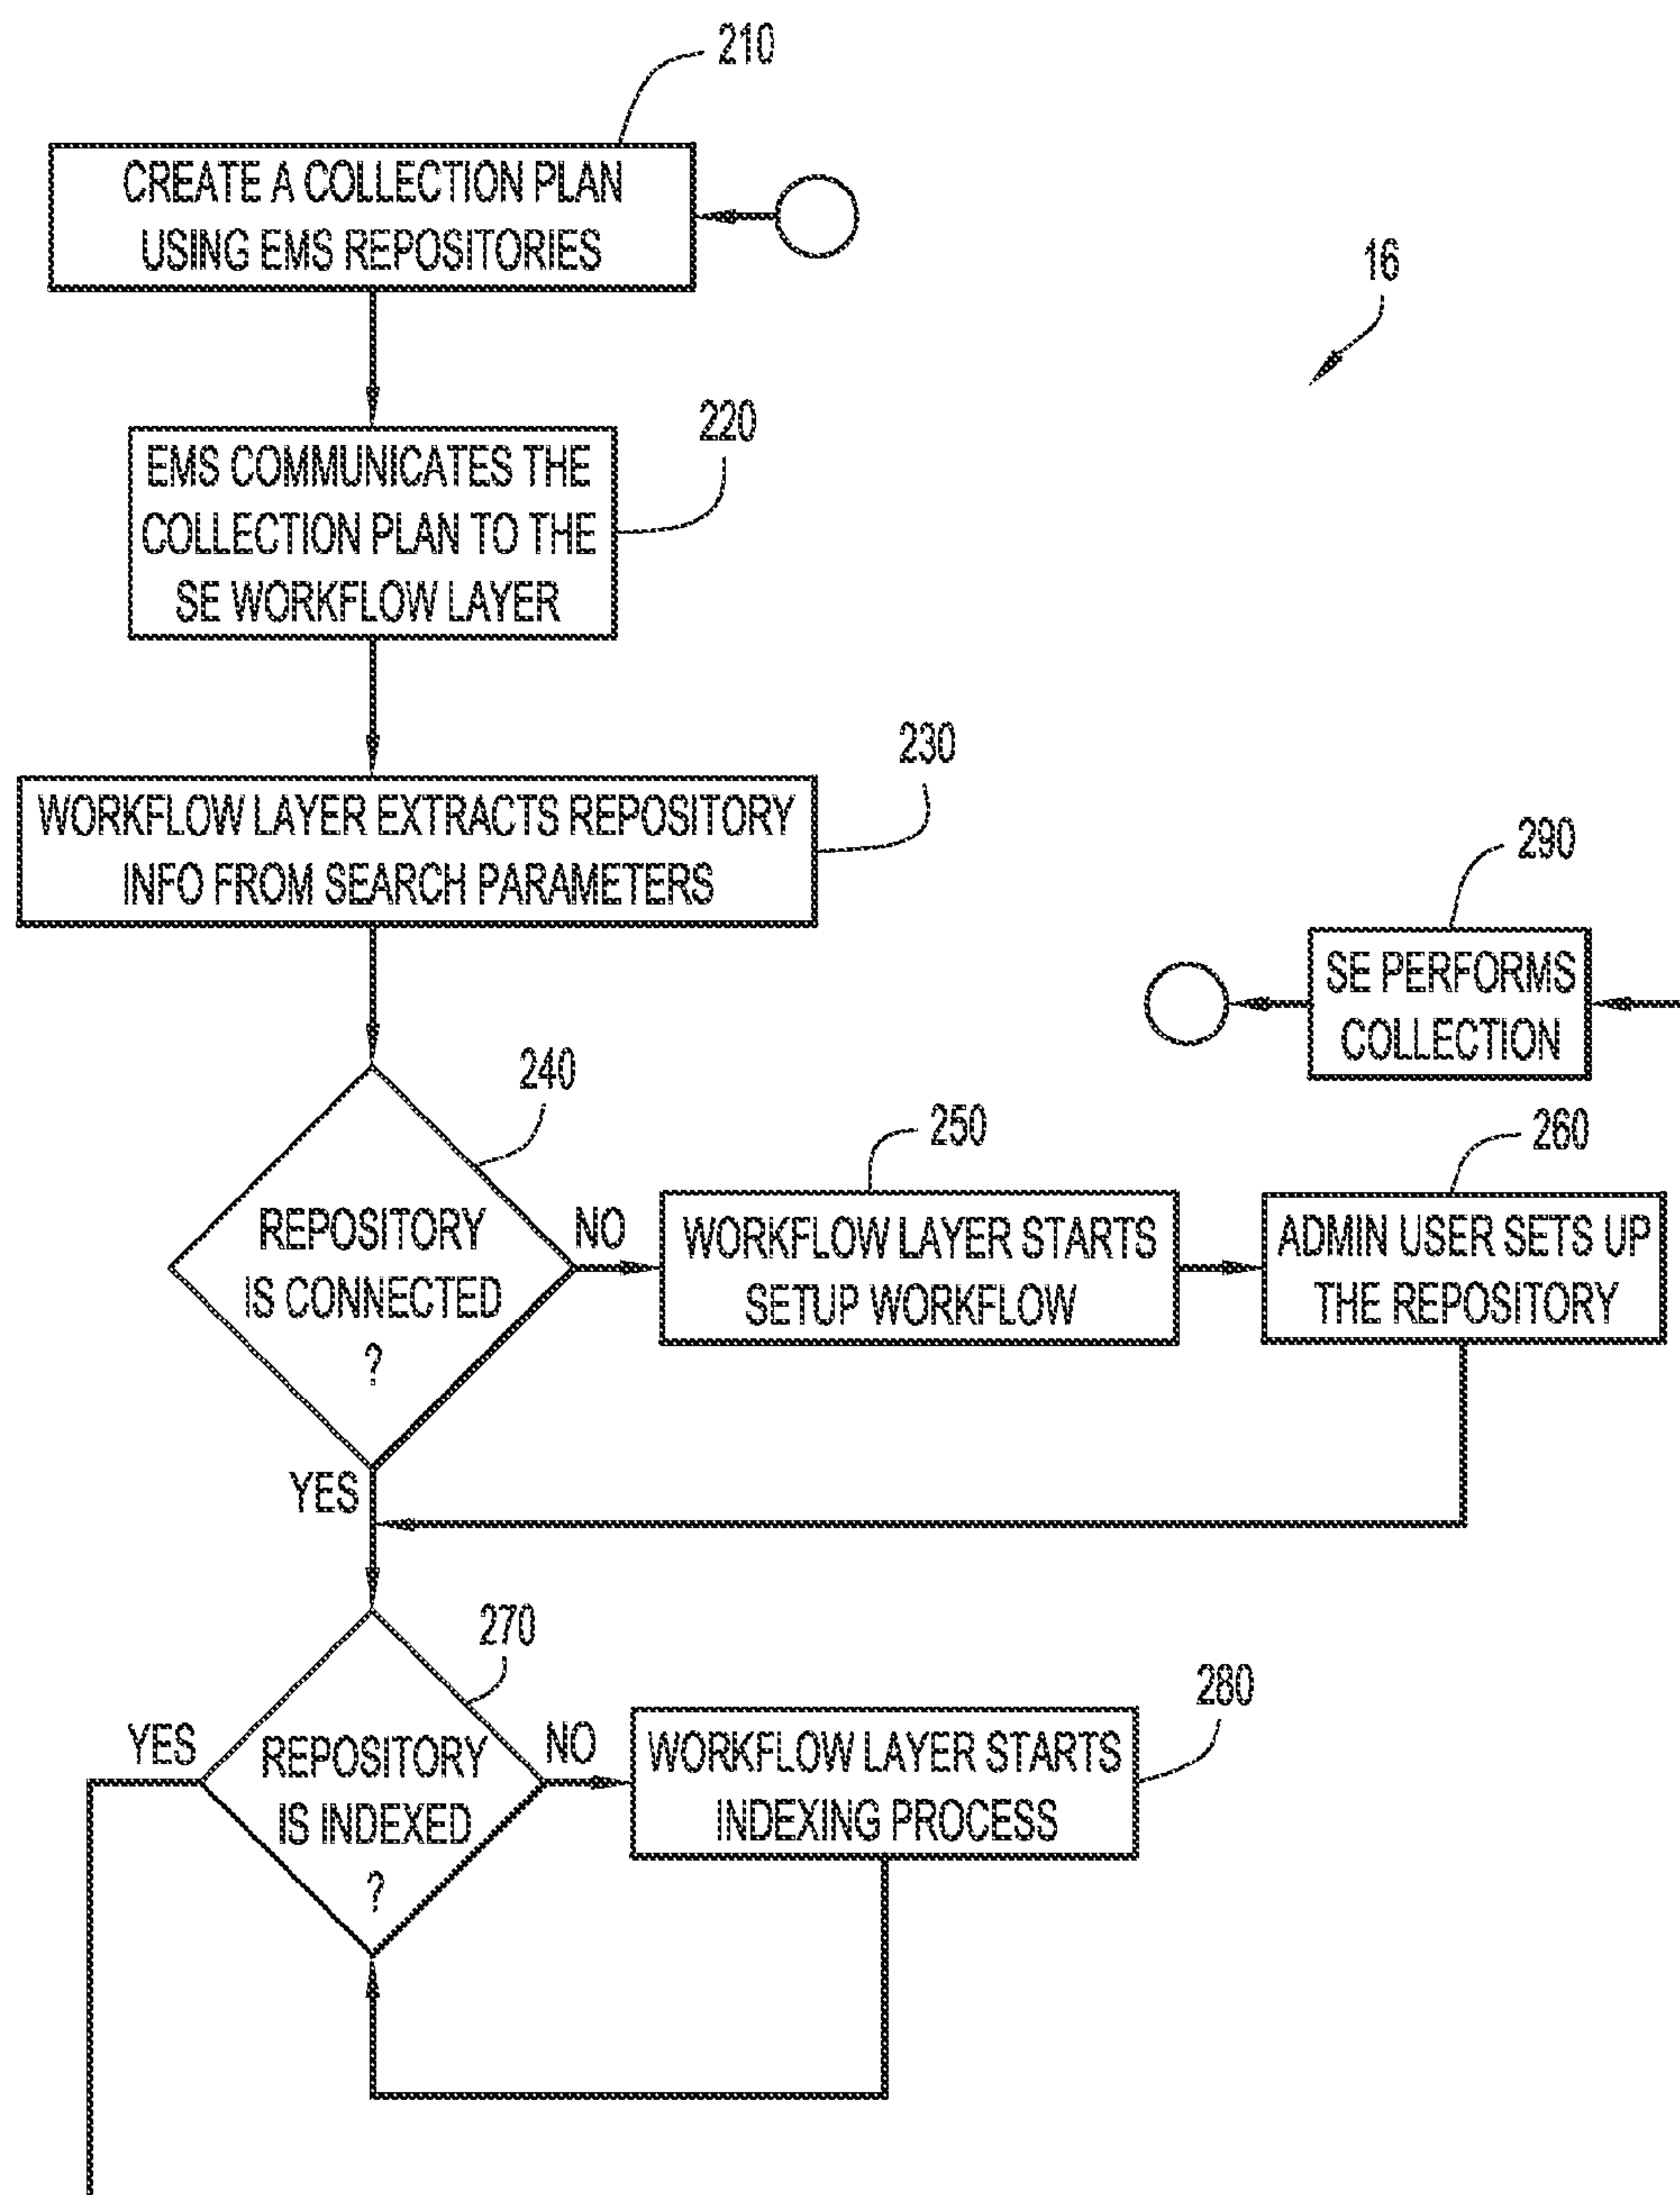 210
CREATE A COLLECTION PLAN
USING EMS REPOSITORIES
16
220
EMS COMMUNICATES THE
COLLECTION PLAN TO THE
SE WORKFLOW LAYER
230
WORKFLOW LAYER EXTRACTS REPOSITORY
INFO FROM SEARCH PARAMETERS
290
SE PERFORMS
COLLECTION
240
REPOSITORY
IS CONNECTED
?
NO
YES
250
WORKFLOW LAYER STARTS
SETUP WORKFLOW
260
ADMIN USER SETS UP
THE REPOSITORY
270
REPOSITORY
IS INDEXED
?
YES
NO
280
WORKFLOW LAYER STARTS
INDEXING PROCESS